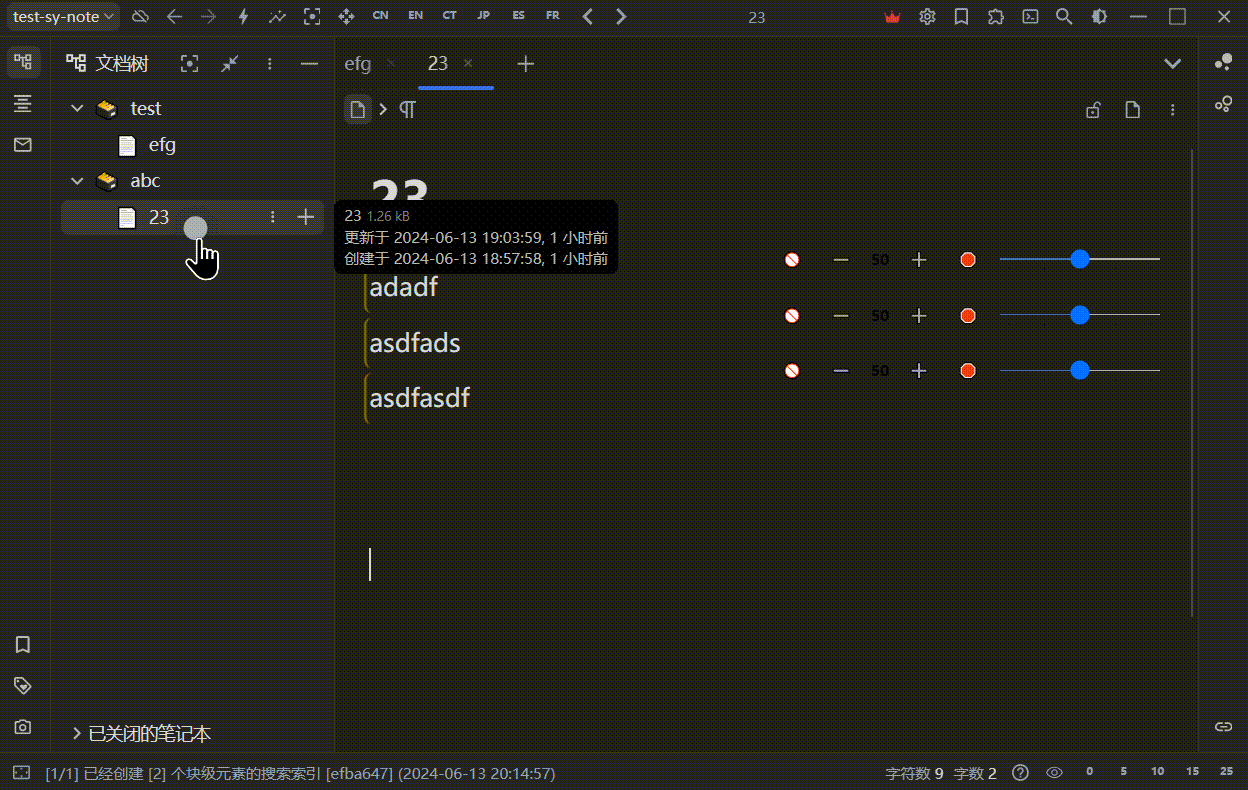 test-sy-note CN EN CT JP ES FR 23
文档树
test
efg
abc
23
已关闭的笔记本
efg 23
23
23 1.26 kB
更新于 2024-06-13 19:03:59, 1 小时前
创建于 2024-06-13 18:57:58, 1 小时前
adadf 50
asdfads 50
asdfasdf 50
[1/1] 已经创建 [2] 个块级元素的搜索索引 [efba647] (2024-06-13 20:14:57) 字符数 9 字数 2 0 5 10 15 25